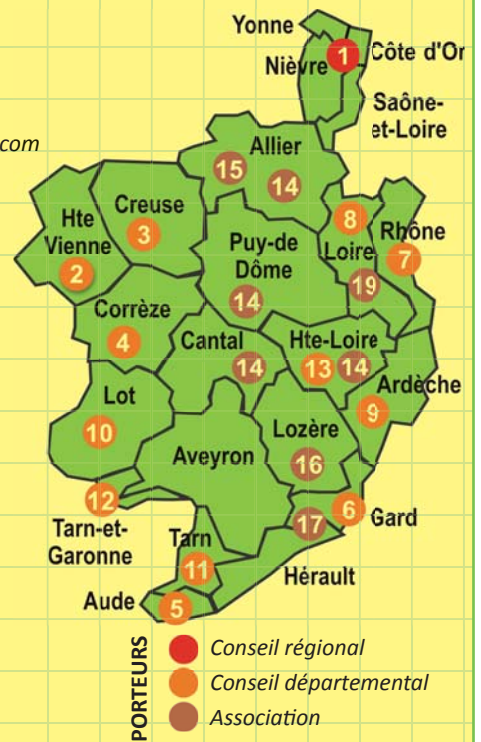 Yonne
Nièvre
1
Côte d'Or
Saône-
et-Loire
com
Allier
15
14
Hte
Vienne
2
Creuse
3
Puy-de
Dôme
14
8
Loire
19
Rhône
7
Corrèze
4
Cantal
14
Hte-Loire
13
14
Ardèche
9
Lot
10
Aveyron
Lozère
16
12
Tarn-et-
Garonne
Tarn
11
17
6
Gard
Hérault
Aude
5
PORTEURS
Conseil régional
Conseil départemental
Association